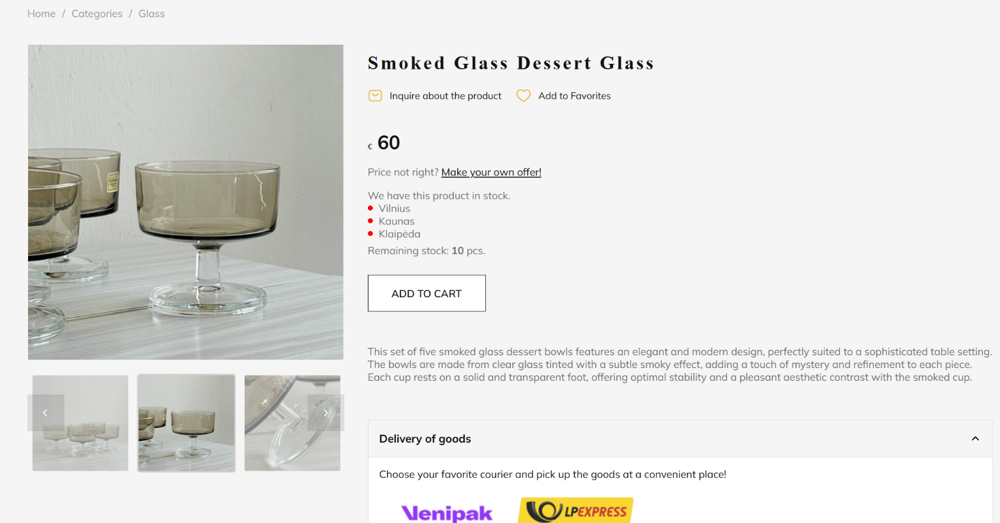 Home / Categories / Glass
Smoked Glass Dessert Glass
Inquire about the product Add to Favorites
€ 60
Price not right? Make your own offer!
We have this product in stock.
Vilnius
Kaunas
Klaipėda
Remaining stock: 10 pcs.
ADD TO CART
This set of five smoked glass dessert bowls features an elegant and modern design, perfectly suited to a sophisticated table setting.
The bowls are made from clear glass tinted with a subtle smoky effect, adding a touch of mystery and refinement to each piece.
Each cup rests on a solid and transparent foot, offering optimal stability and a pleasant aesthetic contrast with the smoked cup.
Delivery of goods
Choose your favorite courier and pick up the goods at a convenient place!
Venipak LPEXPRESS